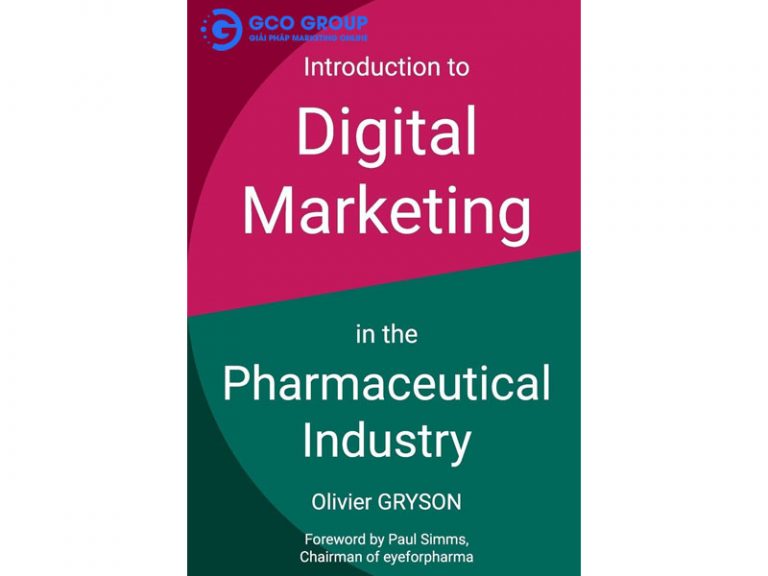 GCO GROUP
GIẢI PHÁP MARKETING ONLINE
Introduction to
Digital
Marketing
in the
Pharmaceutical
Industry
Olivier GRYSON
Foreword by Paul Simms,
Chairman of eyeforpharma